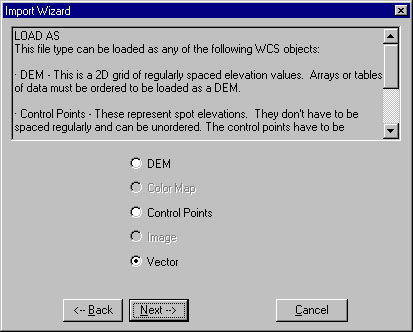 Import Wizard
LOAD AS
This file type can be loaded as any of the following WCS objects:
· DEM - This is a 2D grid of regularly spaced elevation values.  Arrays or tables
of data must be ordered to be loaded as a DEM.
· Control Points - These represent spot elevations.  They don't have to be
spaced regularly and can be unordered. The control points have to be
DEM
Color Map
Control Points
Image
Vector
<-- Back
Next -->
Cancel